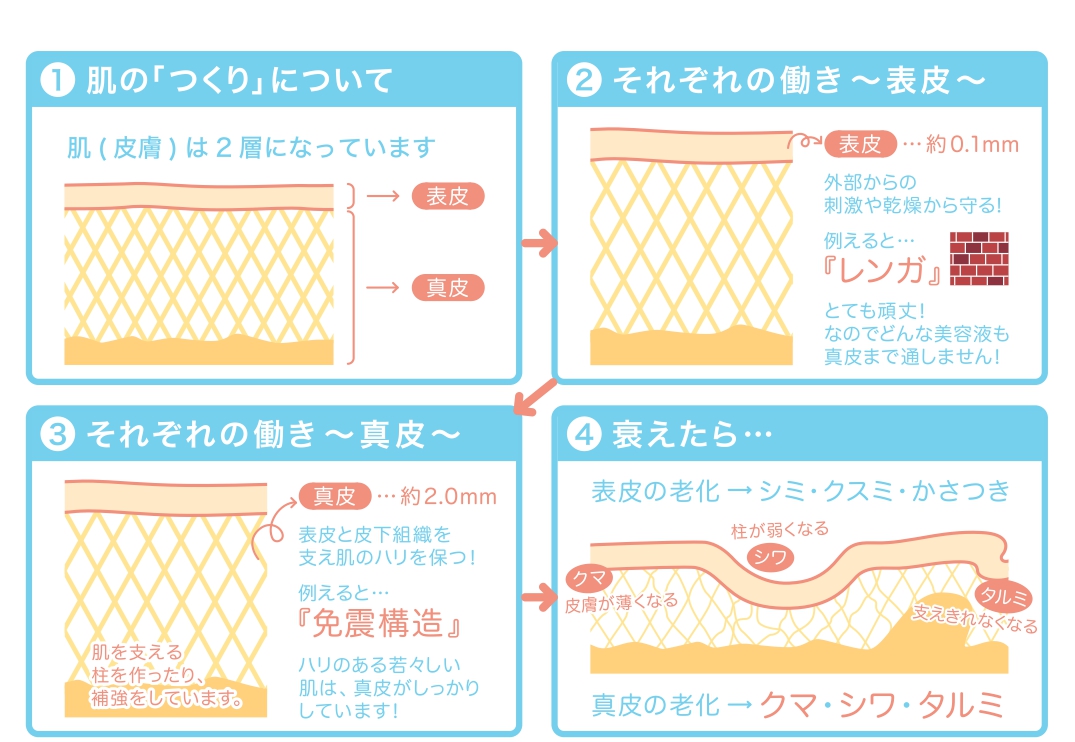 1 肌の「つくり」について
肌(皮膚)は2層になっています
表皮
真皮
2 それぞれの働き～表皮～
表皮…約0.1mm
外部からの
刺激や乾燥から守る!
例えると…
『レンガ』
とても頑丈!
なのでどんな美容液も
真皮まで通しません!
3 それぞれの働き～真皮～
真皮…約2.0mm
表皮と皮下組織を
支え肌のハリを保つ!
例えると…
『免震構造』
肌を支える
柱を作ったり、
補強をしています。
ハリのある若々しい
肌は、真皮がしっかり
しています!
4 衰えたら…
表皮の老化→シミ・クスミ・かさつき
柱が弱くなる
シワ
クマ
皮膚が薄くなる
タルミ
支えきれなくなる
真皮の老化→クマ・シワ・タルミ